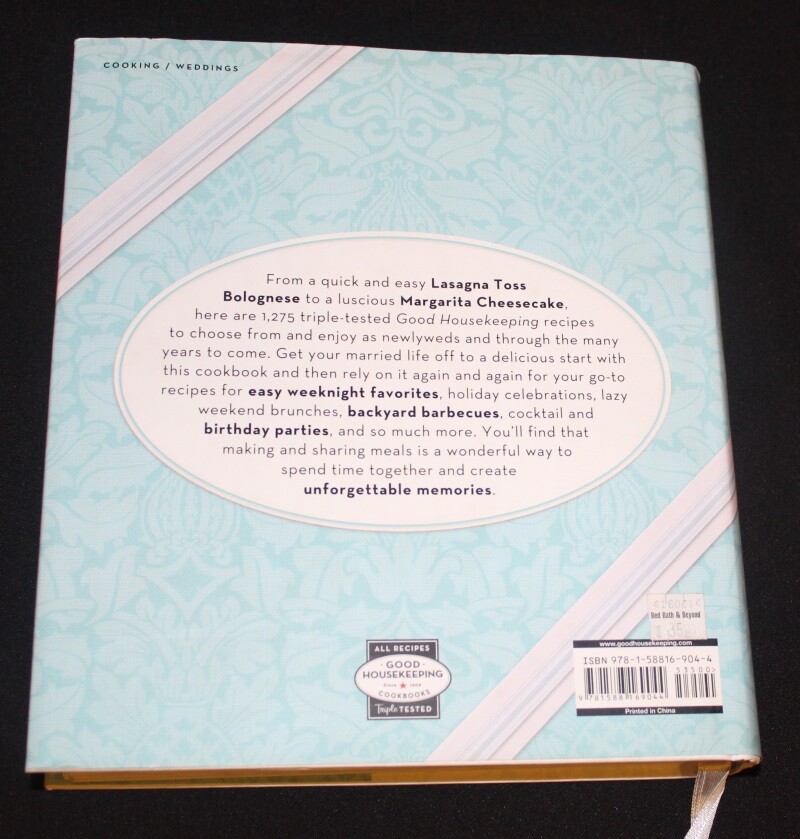 COOKING / WEDDINGS
From a quick and easy Lasagna Toss
Bolognese to a luscious Margarita Cheesecake,
here are 1,275 triple-tested Good Housekeeping recipes
to choose from and enjoy as newlyweds and through the many
years to come. Get your married life off to a delicious start with
this cookbook and then rely on it again and again for your go-to
recipes for easy weeknight favorites, holiday celebrations, lazy
weekend brunches, backyard barbecues, cocktail and
birthday parties, and so much more. You'll find that
making and sharing meals is a wonderful way to
spend time together and create
unforgettable memories.
ALL RECIPES
GOOD
HOUSEKEEPING
COOKBOOKS
Triple TESTED
Bed Bath & Beyond
www.goodhousekeeping.com
ISBN 978-1-58816-904-4
53500>
9 781588 169044
Printed in China